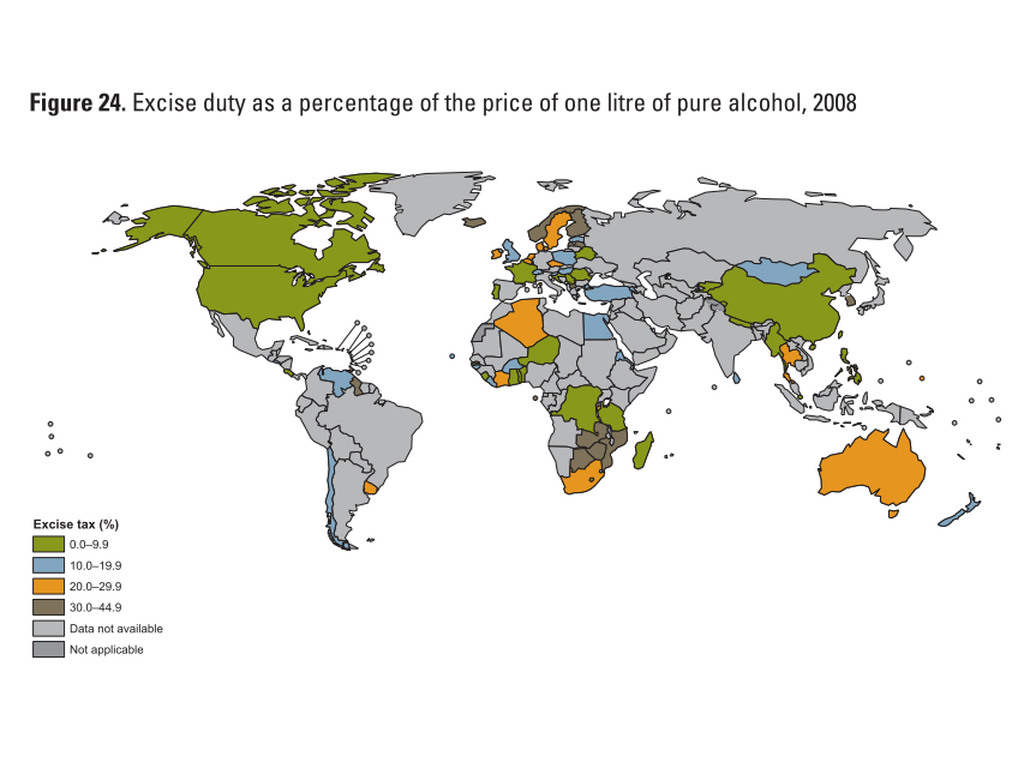 Figure 24. Excise duty as a percentage of the price of one litre of pure alcohol, 2008
Excise tax (%)
0.0–9.9
10.0–19.9
20.0–29.9
30.0–44.9
Data not available
Not applicable